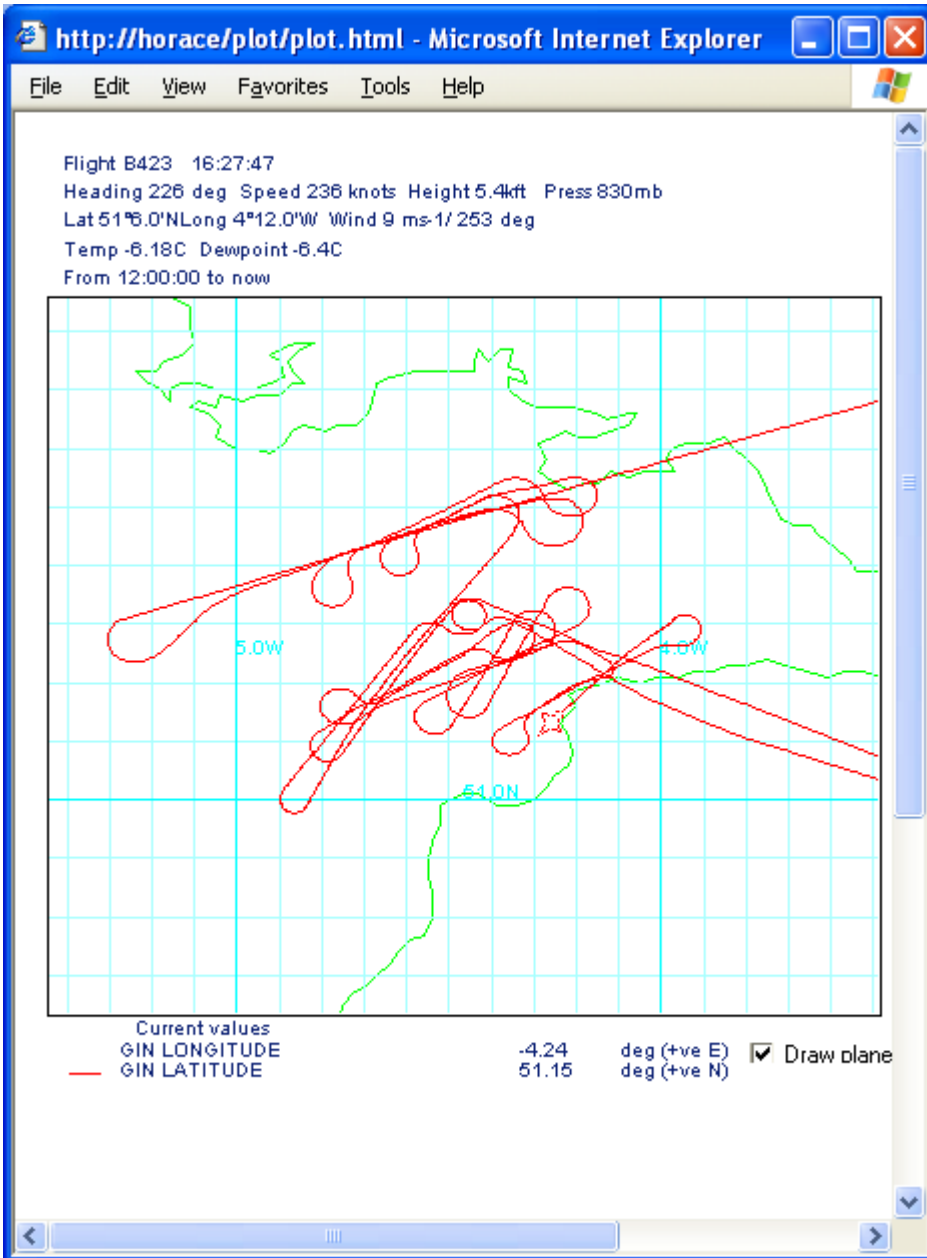 http://horace/plot/plot.html - Microsoft Internet Explorer
File Edit View Favorites Tools Help
Flight B423 16:27:47
Heading 226 deg Speed 236 knots Height 5.4kft Press 830mb
Lat 51°6.0'NLong 4°12.0'W Wind 9 ms-1/ 253 deg
Temp -6.18C Dewpoint -6.4C
From 12:00:00 to now
5.0W
4.0W
51.0N
Current values
GIN LONGITUDE -4.24 deg (+ve E)
GIN LATITUDE 51.15 deg (+ve N)
Draw plane